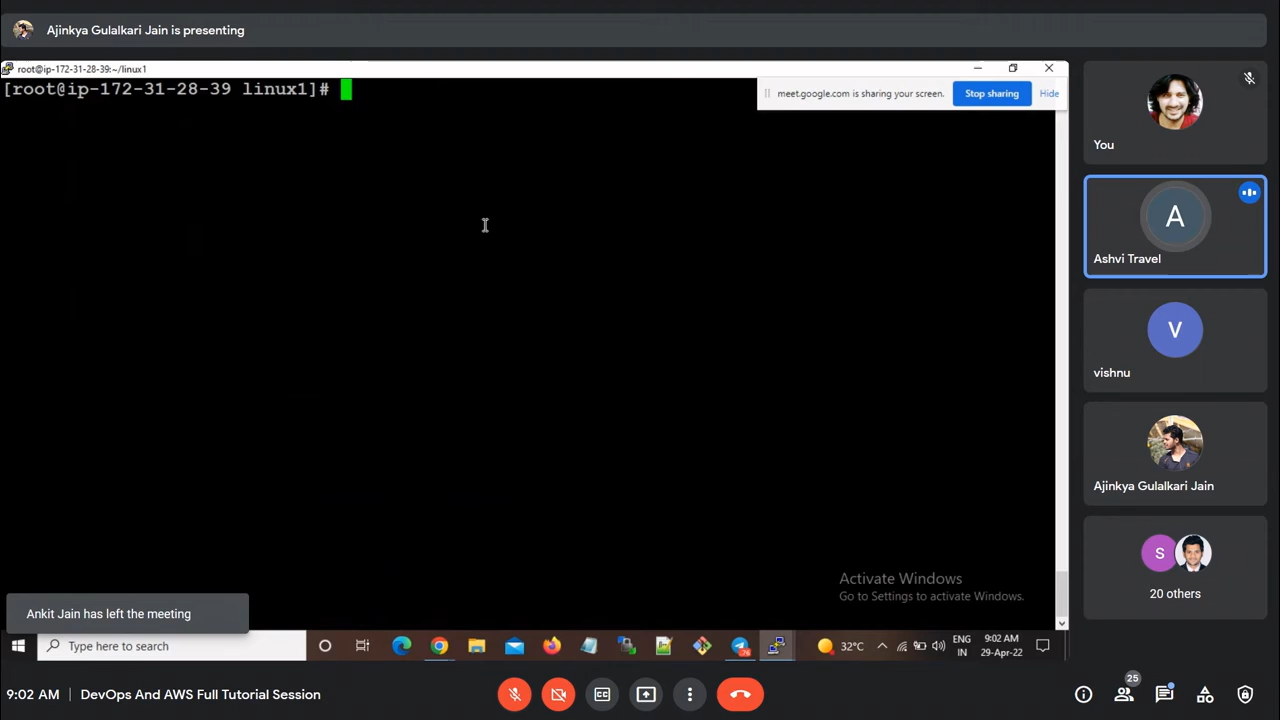 Ajinkya Gulalkari Jain is presenting
root@ip-172-31-28-39:~/linux1
[root@ip-172-31-28-39 linux1]#
meet.google.com is sharing your screen.
Stop sharing
Hide
You
A
Ashvi Travel
V
vishnu
Ajinkya Gulalkari Jain
S
20 others
Activate Windows
Go to Settings to activate Windows.
Ankit Jain has left the meeting
Type here to search
32°C
ENG
IN
9:02 AM
29-Apr-22
9:02 AM
DevOps And AWS Full Tutorial Session
CC
25